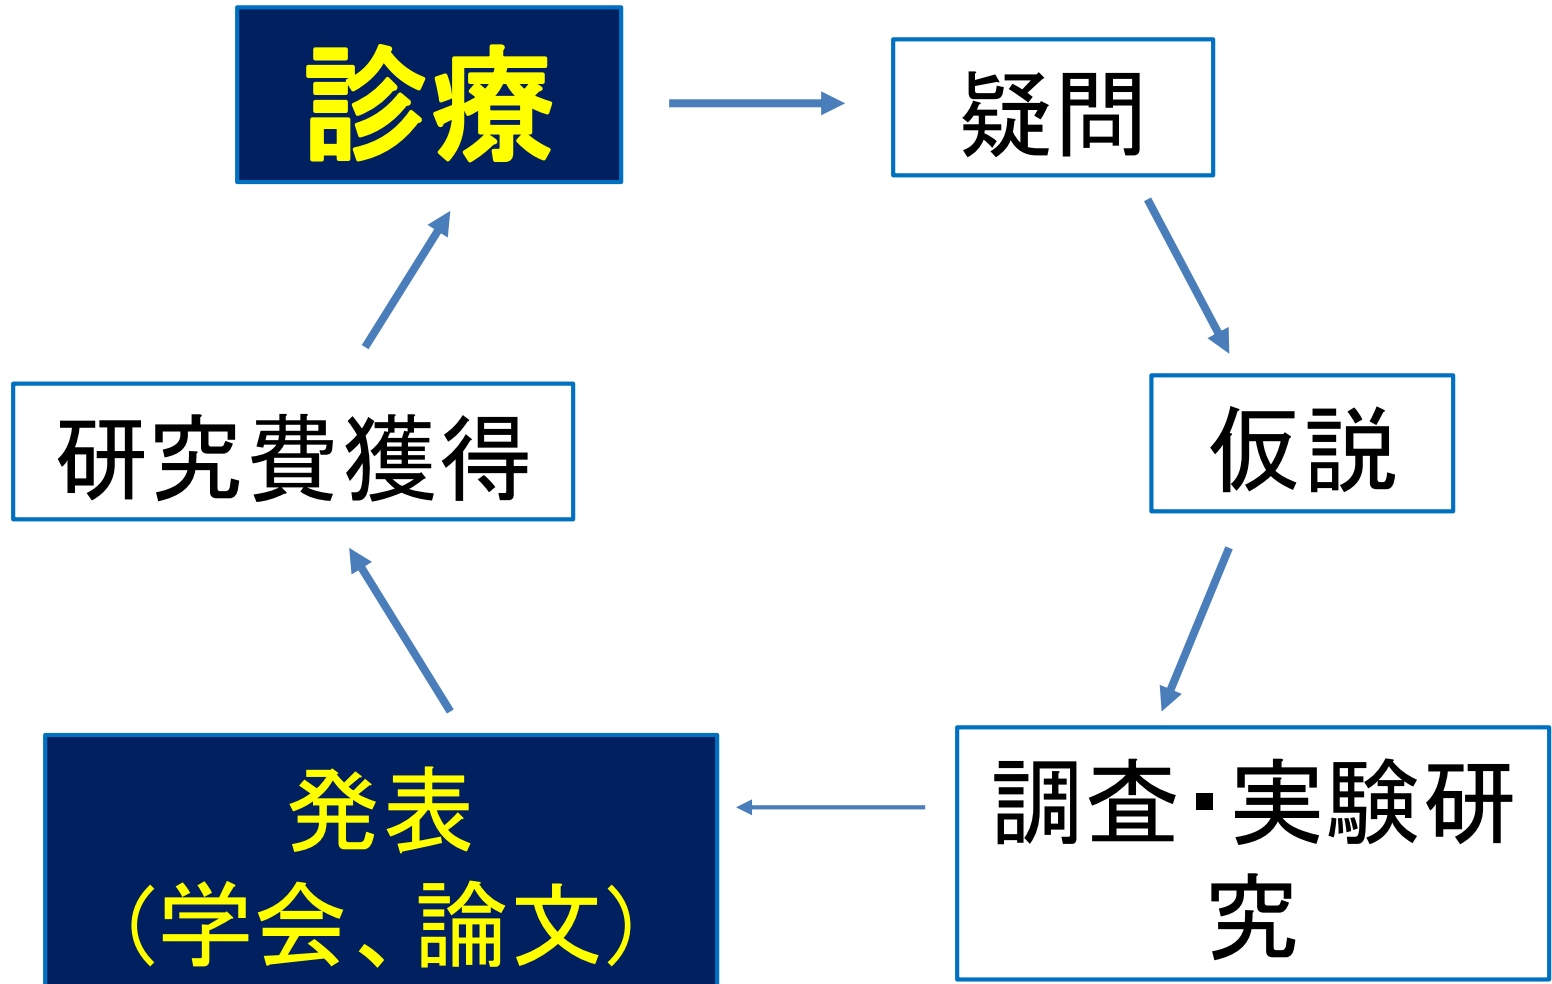 診療
疑問
研究費獲得
仮説
発表
（学会、論文）
調査・実験研
究